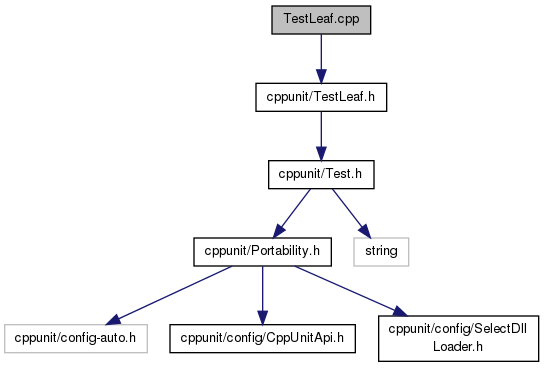 TestLeaf.cpp
cppunit/TestLeaf.h
cppunit/Test.h
cppunit/Portability.h
string
cppunit/config-auto.h
cppunit/config/CppUnitApi.h
cppunit/config/SelectDll
Loader.h